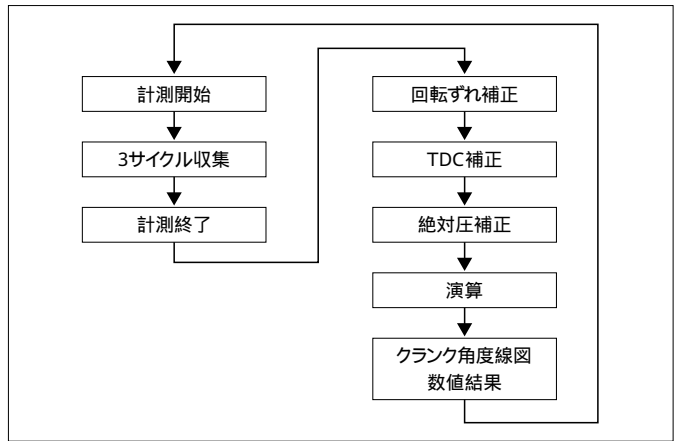 計測開始
3サイクル収集
計測終了
回転ずれ補正
TDC補正
絶対圧補正
演算
クランク角度線図
数値結果